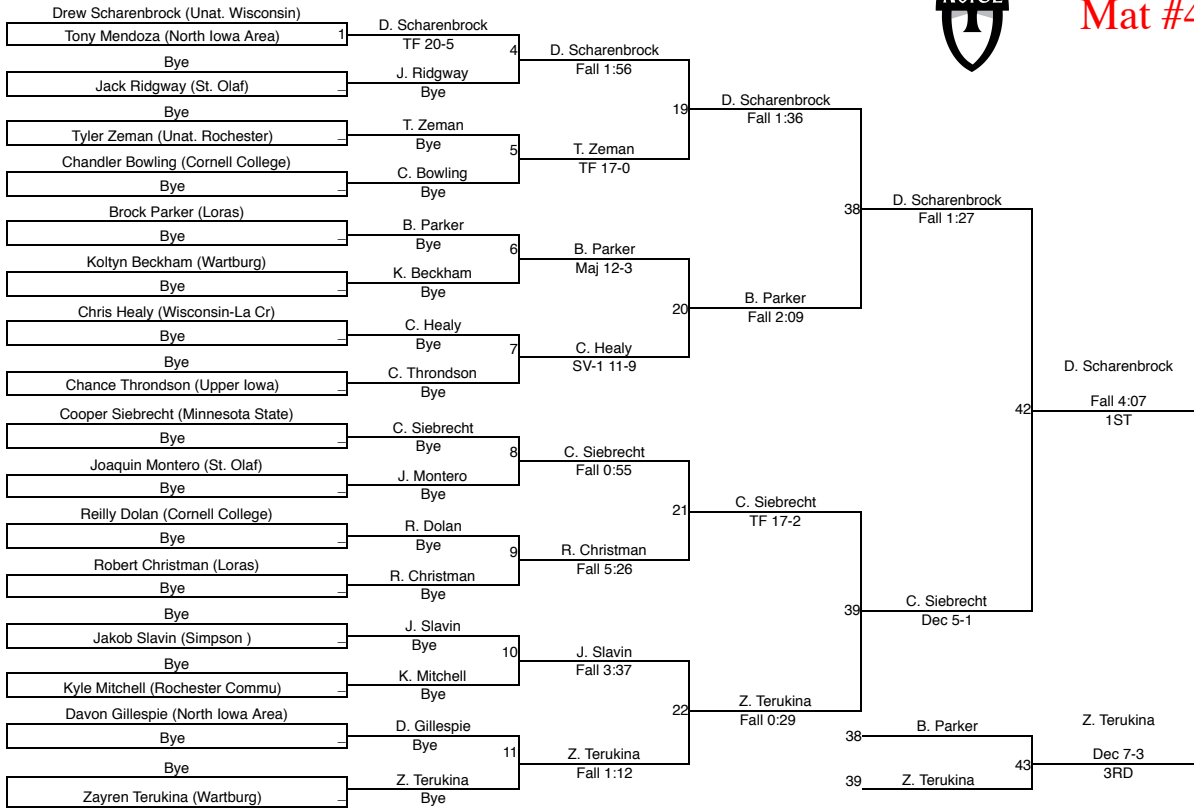 Mat #4
Drew Scharenbrock (Unat. Wisconsin)
Tony Mendoza (North Iowa Area) 1
Bye
Jack Ridgway (St. Olaf) _
Bye
Tyler Zeman (Unat. Rochester) _
Chandler Bowling (Cornell College)
Bye _
Brock Parker (Loras)
Bye _
Koltyn Beckham (Wartburg)
Bye _
Chris Healy (Wisconsin-La Cr)
Bye _
Bye
Chance Throndson (Upper Iowa) _
Cooper Siebrecht (Minnesota State)
Bye _
Joaquin Montero (St. Olaf)
Bye _
Reilly Dolan (Cornell College)
Bye _
Robert Christman (Loras)
Bye _
Bye
Jakob Slavin (Simpson ) _
Bye
Kyle Mitchell (Rochester Commu) _
Davon Gillespie (North Iowa Area)
Bye _
Bye
Zayren Terukina (Wartburg) _
D. Scharenbrock
TF 20-5
4
J. Ridgway
Bye
T. Zeman
Bye
5
C. Bowling
Bye
B. Parker
Bye
6
K. Beckham
Bye
C. Healy
Bye
7
C. Throndson
Bye
C. Siebrecht
Bye
8
J. Montero
Bye
R. Dolan
Bye
9
R. Christman
Bye
J. Slavin
Bye
10
K. Mitchell
Bye
D. Gillespie
Bye
11
Z. Terukina
Bye
D. Scharenbrock
Fall 1:56
19
T. Zeman
TF 17-0
B. Parker
Maj 12-3
20
C. Healy
SV-1 11-9
C. Siebrecht
Fall 0:55
21
R. Christman
Fall 5:26
J. Slavin
Fall 3:37
22
Z. Terukina
Fall 1:12
D. Scharenbrock
Fall 1:36
38
B. Parker
Fall 2:09
C. Siebrecht
TF 17-2
39
Z. Terukina
Fall 0:29
D. Scharenbrock
Fall 1:27
42
C. Siebrecht
Dec 5-1
D. Scharenbrock
Fall 4:07
1ST
38 B. Parker
43
39 Z. Terukina
Z. Terukina
Dec 7-3
3RD